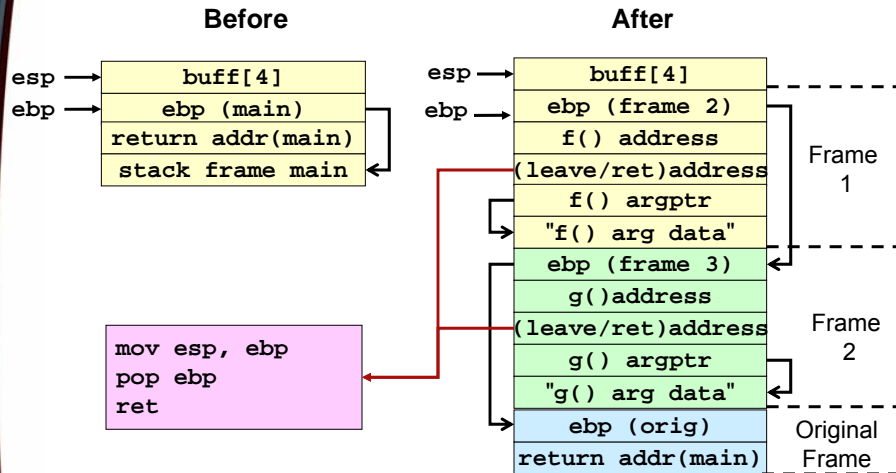 Before
esp
buff[4]
ebp
ebp (main)
return addr(main)
stack frame main
mov esp, ebp
pop ebp
ret
After
esp
buff[4]
ebp
ebp (frame 2)
f() address
(leave/ret)address
f() argptr
"f() arg data"
Frame
1
ebp (frame 3)
g()address
(leave/ret)address
g() argptr
"g() arg data"
Frame
2
ebp (orig)
return addr(main)
Original
Frame